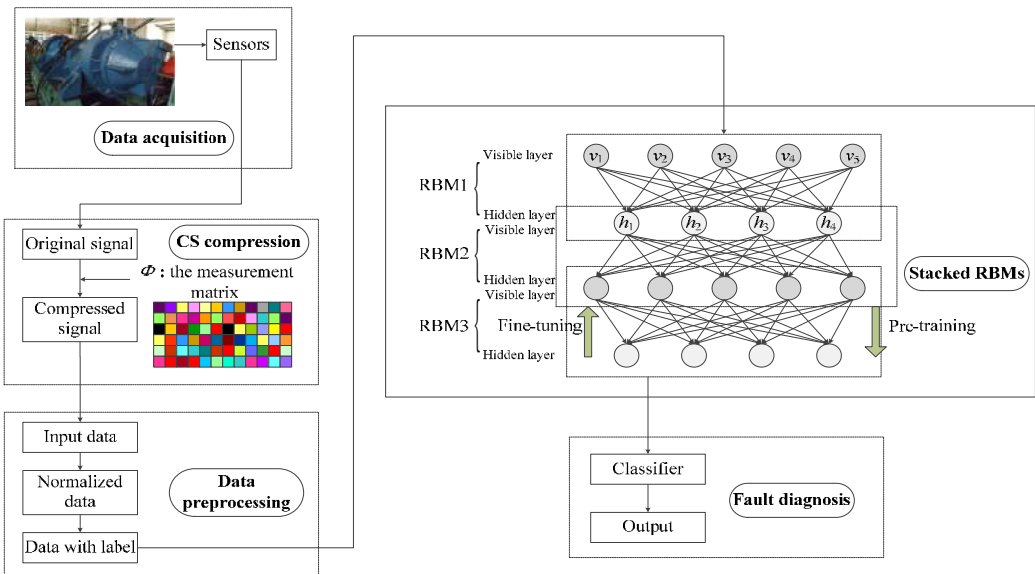 Sensors
Data acquisition
Original signal
CS compression
Φ : the measurement
matrix
Compressed
signal
Input data
Normalized
data
Data
preprocessing
Data with label
Visible layer
v1 v2 v3 v4 v5
RBM1
Hidden layer
h1 h2 h3 h4
Visible layer
RBM2
Hidden layer
Visible layer
Stacked RBMs
RBM3
Fine-tuning
Pre-training
Hidden layer
Classifier
Fault diagnosis
Output